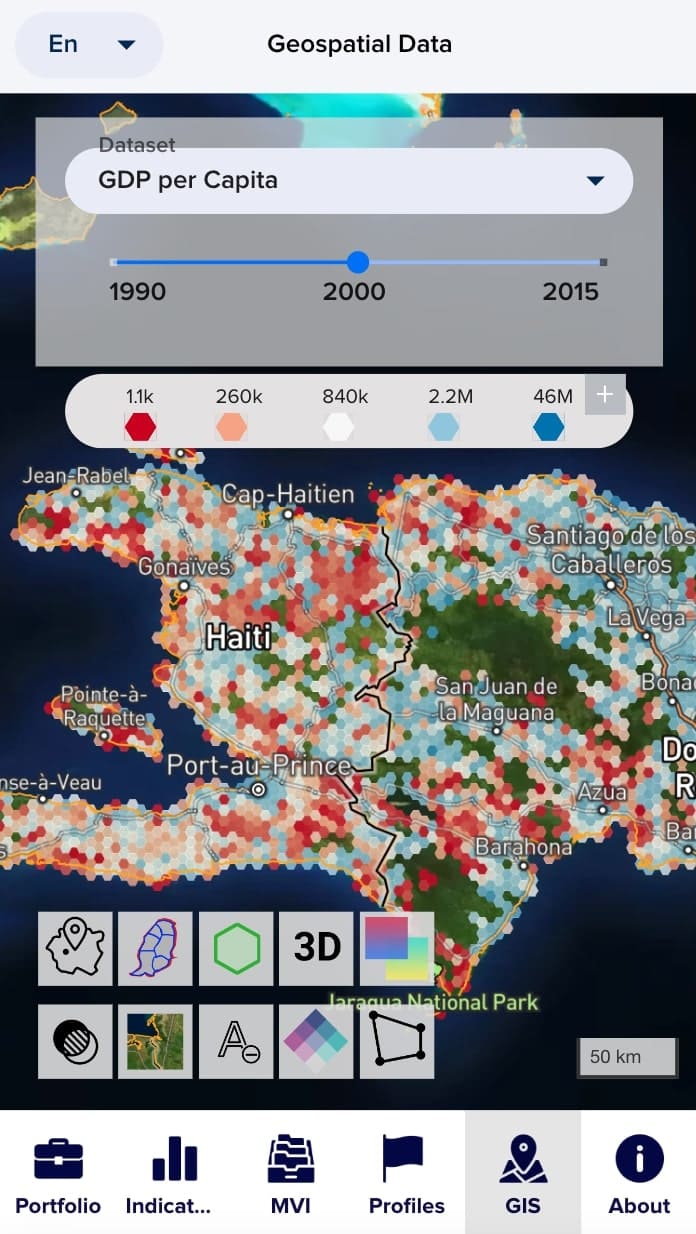 En
Geospatial Data
Dataset
GDP per Capita
1990
2000
2015
1.1k
260k
840k
2.2M
46M
+
Jean-Rabel
Cap-Haitien
Santiago de los
Caballeros
Gonaïves
La Vega
Haiti
San Juan de
la Maguana
Bona
Pointe-à-
Raquette
Do
R
Port-au-Prince
nse-à-Veau
Azua
Ba
Barahona
s
3D
Jaragua National Park
A
50 km
Portfolio
Indicat...
MVI
Profiles
GIS
About